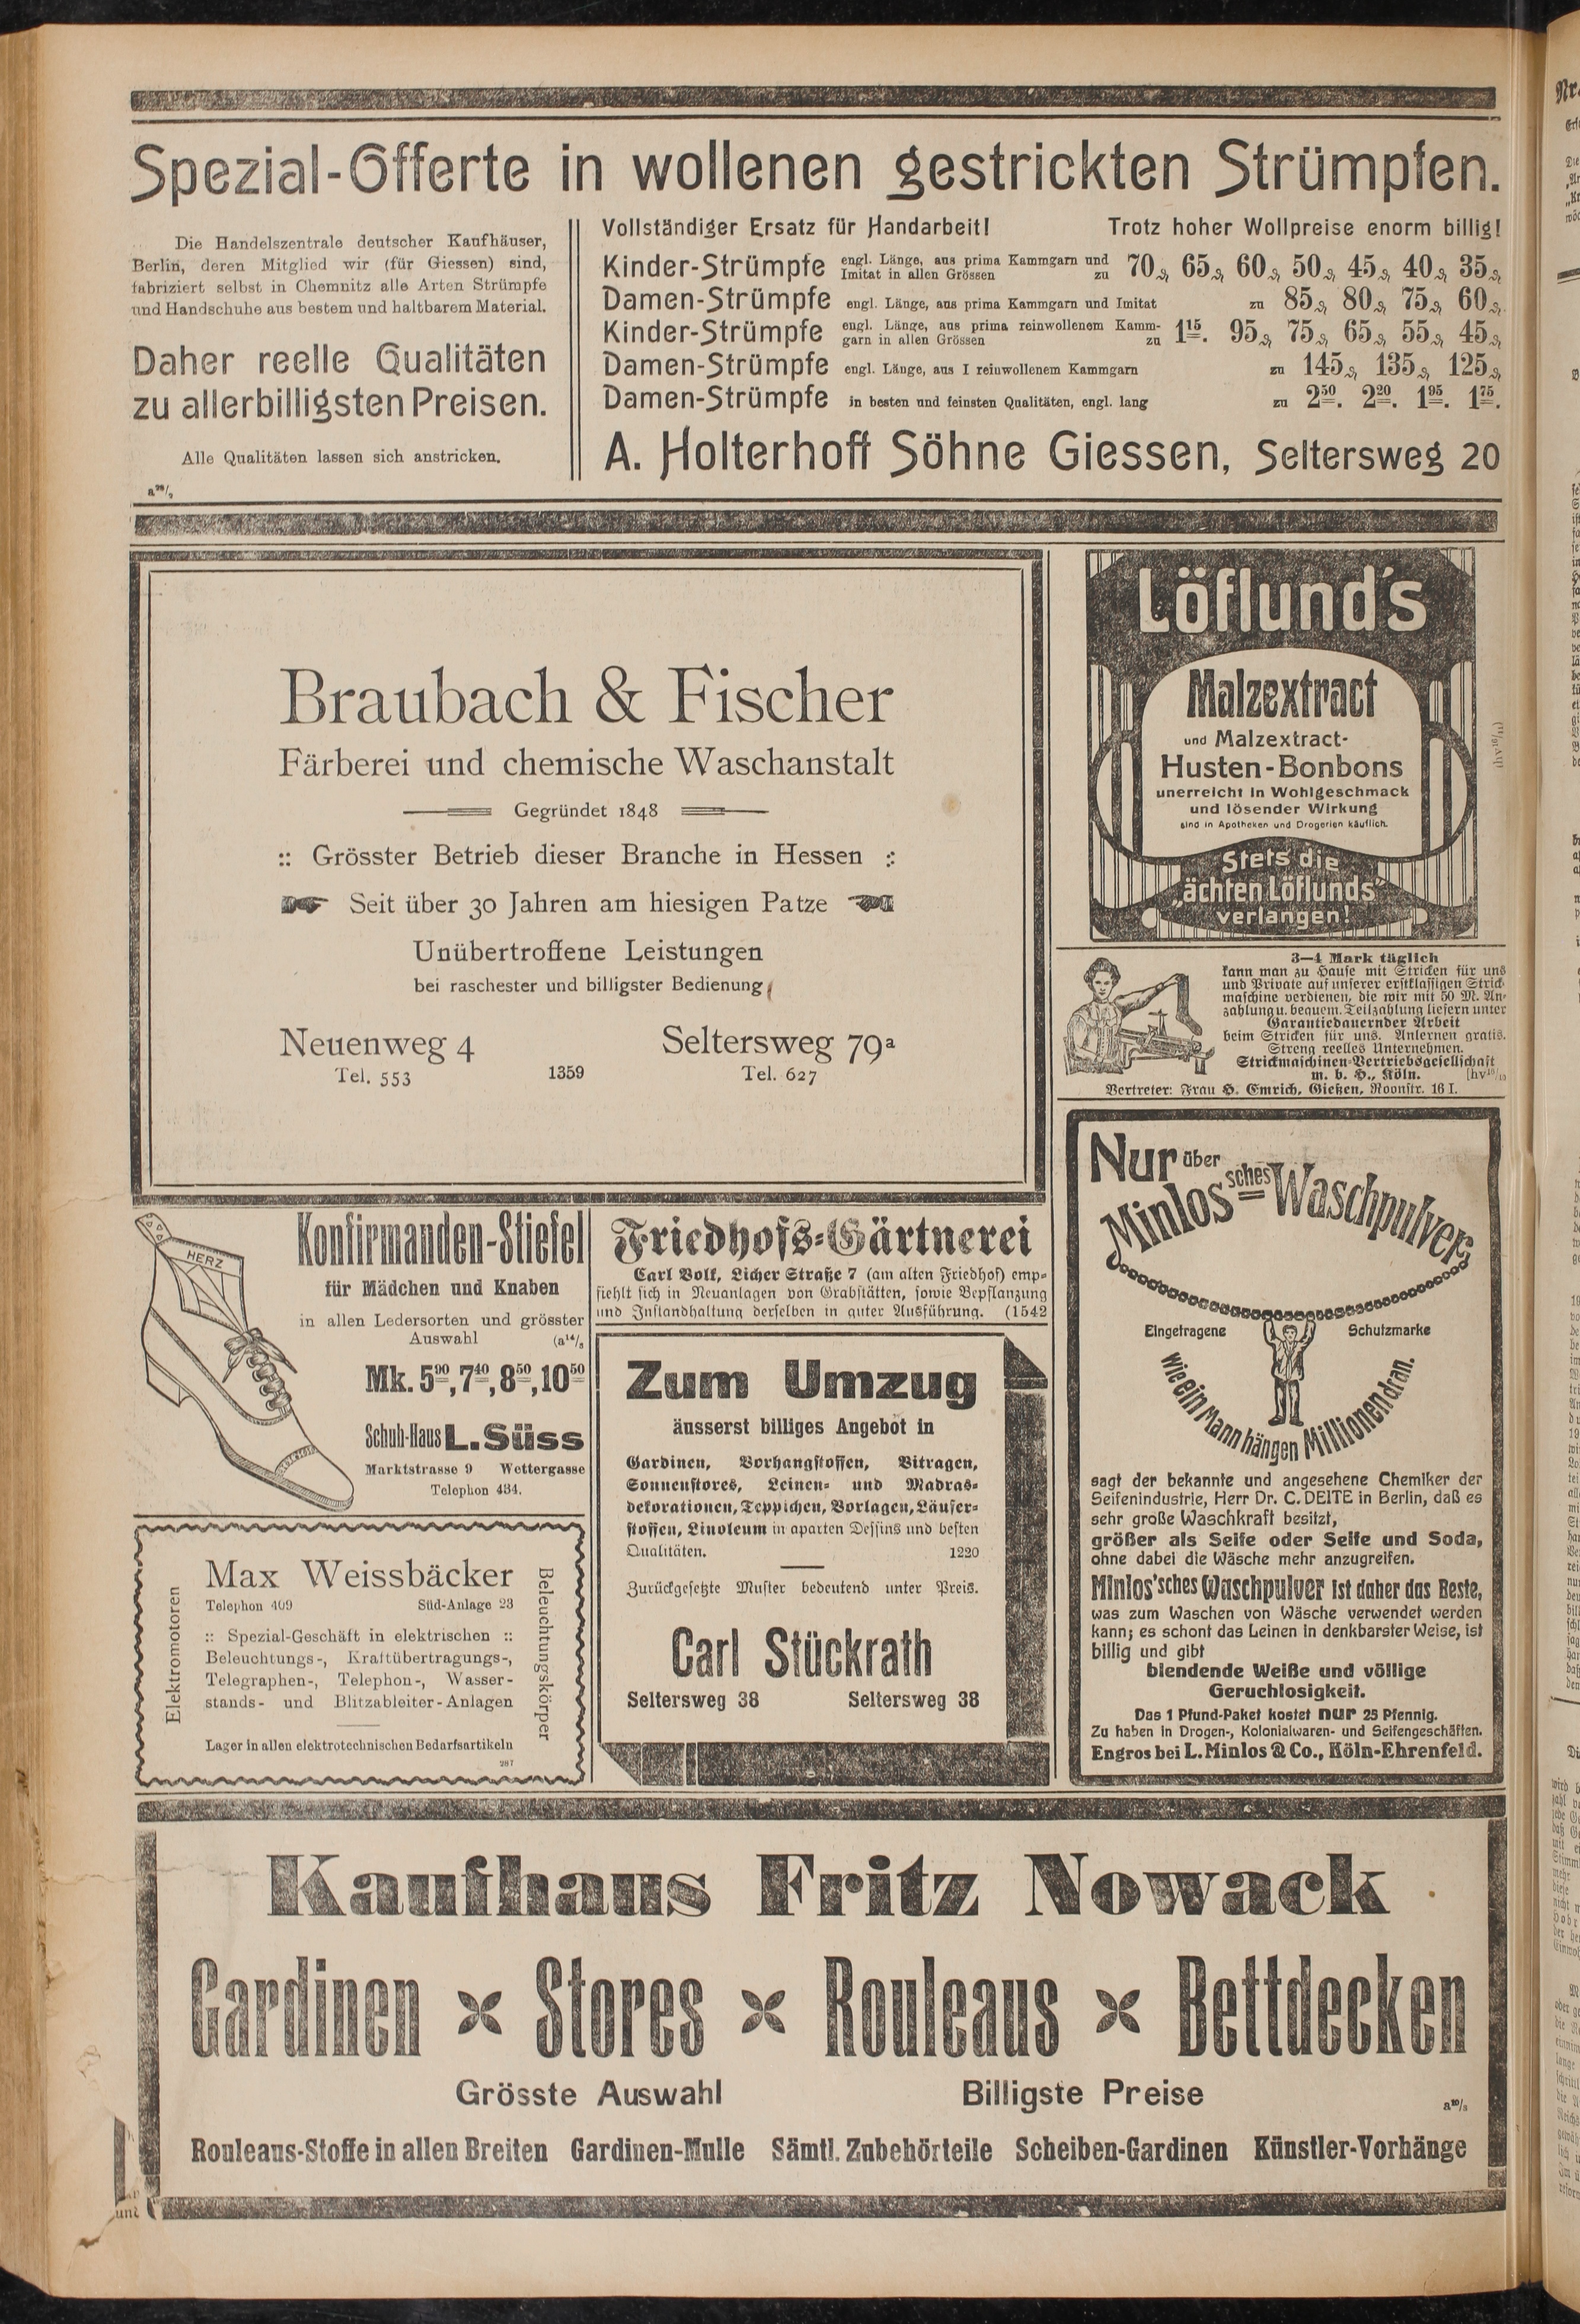 Spezial-Offerte in wollenen gestrickten Strümpfen.
Die Handelszentrale deutscher Kaufhäuser,
Berlin, deren Mitglied wir (für Giessen) sind,
fabriziert selbst in Chemnitz alle Arten Strümpfe
und Handschuhe aus bestem und haltbarem Material.
Daher reelle Qualitäten
zu allerbilligsten Preisen.
Alle Qualitäten lassen sich anstricken.
Vollständiger Ersatz für Handarbeit! Trotz hoher Wollpreise enorm billig!
Kinder-Strümpfe engl. Länge, aus prima Kammgarn und Imitat in allen Grössen zu 70₰ 65₰ 60₰ 50₰ 45₰ 40₰ 35₰
Damen-Strümpfe engl. Länge, aus prima Kammgarn und Imitat zu 85₰ 80₰ 75₰ 60₰
Kinder-Strümpfe engl. Länge, aus prima reinwollenem Kammgarn in allen Grössen zu 1 15. 95₰ 75₰ 65₰ 55₰ 45₰
Damen-Strümpfe engl. Länge, aus I reinwollenem Kammgarn zu 145₰ 135₰ 125₰
Damen-Strümpfe in besten und feinsten Qualitäten, engl. lang zu 2 50. 2 20. 1 95. 1 75.
A. Holterhoff Söhne Giessen, Seltersweg 20
Braubach & Fischer
Färberei und chemische Waschanstalt
Gegründet 1848
:: Grösster Betrieb dieser Branche in Hessen ::
Seit über 30 Jahren am hiesigen Patze
Unübertroffene Leistungen
bei raschester und billigster Bedienung
Neuenweg 4 Seltersweg 79a
Tel. 553 1359 Tel. 627
Löflund's
Malzextract
und Malzextract-
Husten-Bonbons
unerreicht in Wohlgeschmack
und lösender Wirkung
sind in Apotheken und Drogerien käuflich.
Stets die
„ächten Löflunds"
verlangen!
3—4 Mark täglich
kann man zu Hause mit Stricken für uns
und Private auf unserer erstklassigen Strick-
maschine verdienen, die wir mit 50 M. An-
zahlung u. bequem. Teilzahlung liefern unter
Garantie dauernder Arbeit
beim Stricken für uns. Anlernen gratis.
Streng reelles Unternehmen.
Strickmaschinen-Vertriebsgesellschaft
m. b. H., Köln.
Vertreter: Frau H. Emrich, Gießen, Roonstr. 16 I.
Nur über
Minlos'sches Waschpulver,
Eingetragene Schutzmarke
wie ein Mann hängen Millionen dran.
sagt der bekannte und angesehene Chemiker der
Seifenindustrie, Herr Dr. C. DEITE in Berlin, daß es
sehr große Waschkraft besitzt,
größer als Seife oder Seife und Soda,
ohne dabei die Wäsche mehr anzugreifen.
Minlos'sches Waschpulver ist daher das Beste,
was zum Waschen von Wäsche verwendet werden
kann; es schont das Leinen in denkbarster Weise, ist
billig und gibt
blendende Weiße und völlige
Geruchlosigkeit.
Das 1 Pfund-Paket kostet nur 25 Pfennig.
Zu haben in Drogen-, Kolonialwaren- und Seifengeschäften.
Engros bei L. Minlos & Co., Köln-Ehrenfeld.
HERZ
Konfirmanden-Stiefel
für Mädchen und Knaben
in allen Ledersorten und grösster
Auswahl
Mk. 5 90, 7 40, 8 50, 10 50
Schuh-Haus L. Süss
Marktstrasse 9 Wettergasse
Telephon 434.
Friedhofs-Gärtnerei
Carl Volk, Licher Straße 7 (am alten Friedhof) emp-
fiehlt sich in Neuanlagen von Grabstätten, sowie Bepflanzung
und Instandhaltung derselben in guter Ausführung. (1542
Zum Umzug
äusserst billiges Angebot in
Gardinen, Vorhangstoffen, Vitragen,
Sonnenstores, Leinen- und Madras-
dekorationen, Teppichen, Vorlagen, Läufer-
stoffen, Linoleum in aparten Dessins und besten
Qualitäten. 1220
Zurückgesetzte Muster bedeutend unter Preis.
Carl Stückrath
Seltersweg 38 Seltersweg 38
Elektromotoren
Max Weissbäcker
Telephon 409 Süd-Anlage 23
:: Spezial-Geschäft in elektrischen ::
Beleuchtungs-, Kraftübertragungs-,
Telegraphen-, Telephon-, Wasser-
stands- und Blitzableiter-Anlagen
Lager in allen elektrotechnischen Bedarfsartikeln
287
Beleuchtungskörper
Kaufhaus Fritz Nowack
Gardinen Stores Rouleaus Bettdecken
Grösste Auswahl Billigste Preise
Rouleaus-Stoffe in allen Breiten Gardinen-Mulle Sämtl. Zubehörteile Scheiben-Gardinen Künstler-Vorhänge
und